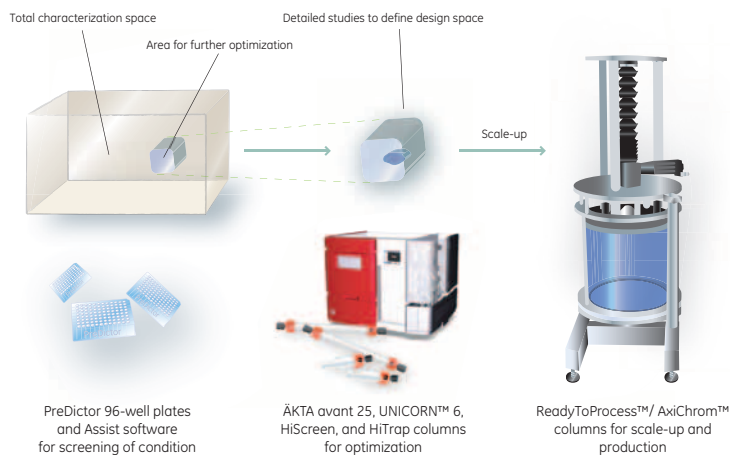 Total characterization space
Detailed studies to define design space
Area for further optimization
Scale-up
PreDictor 96-well plates
and Assist software
for screening of condition
ÄKTA avant 25, UNICORN™ 6,
HiScreen, and HiTrap columns
for optimization
ReadyToProcess™/ AxiChrom™
columns for scale-up and
production